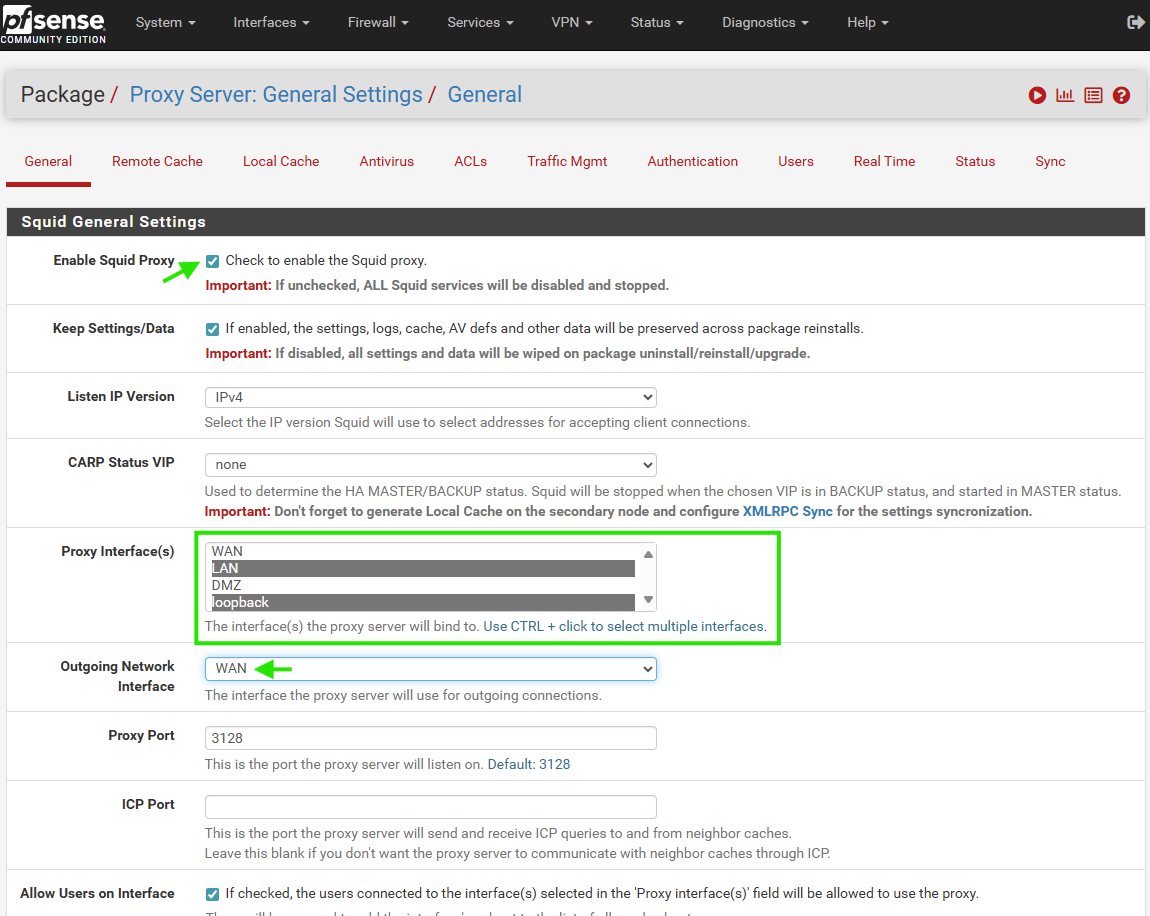 pfsense
COMMUNITY EDITION
System
Interfaces
Firewall
Services
VPN
Status
Diagnostics
Help
Package / Proxy Server: General Settings / General
General
Remote Cache
Local Cache
Antivirus
ACLs
Traffic Mgmt
Authentication
Users
Real Time
Status
Sync
Squid General Settings
Enable Squid Proxy
Check to enable the Squid proxy.
Important: If unchecked, ALL Squid services will be disabled and stopped.
Keep Settings/Data
If enabled, the settings, logs, cache, AV defs and other data will be preserved across package reinstalls.
Important: If disabled, all settings and data will be wiped on package uninstall/reinstall/upgrade.
Listen IP Version
IPv4
Select the IP version Squid will use to select addresses for accepting client connections.
CARP Status VIP
none
Used to determine the HA MASTER/BACKUP status. Squid will be stopped when the chosen VIP is in BACKUP status, and started in MASTER status.
Important: Don't forget to generate Local Cache on the secondary node and configure XMLRPC Sync for the settings syncronization.
Proxy Interface(s)
WAN
LAN
DMZ
loopback
The interface(s) the proxy server will bind to. Use CTRL + click to select multiple interfaces.
Outgoing Network
Interface
WAN
The interface the proxy server will use for outgoing connections.
Proxy Port
3128
This is the port the proxy server will listen on. Default: 3128
ICP Port
This is the port the proxy server will send and receive ICP queries to and from neighbor caches.
Leave this blank if you don't want the proxy server to communicate with neighbor caches through ICP.
Allow Users on Interface
If checked, the users connected to the interface(s) selected in the 'Proxy interface(s)' field will be allowed to use the proxy.